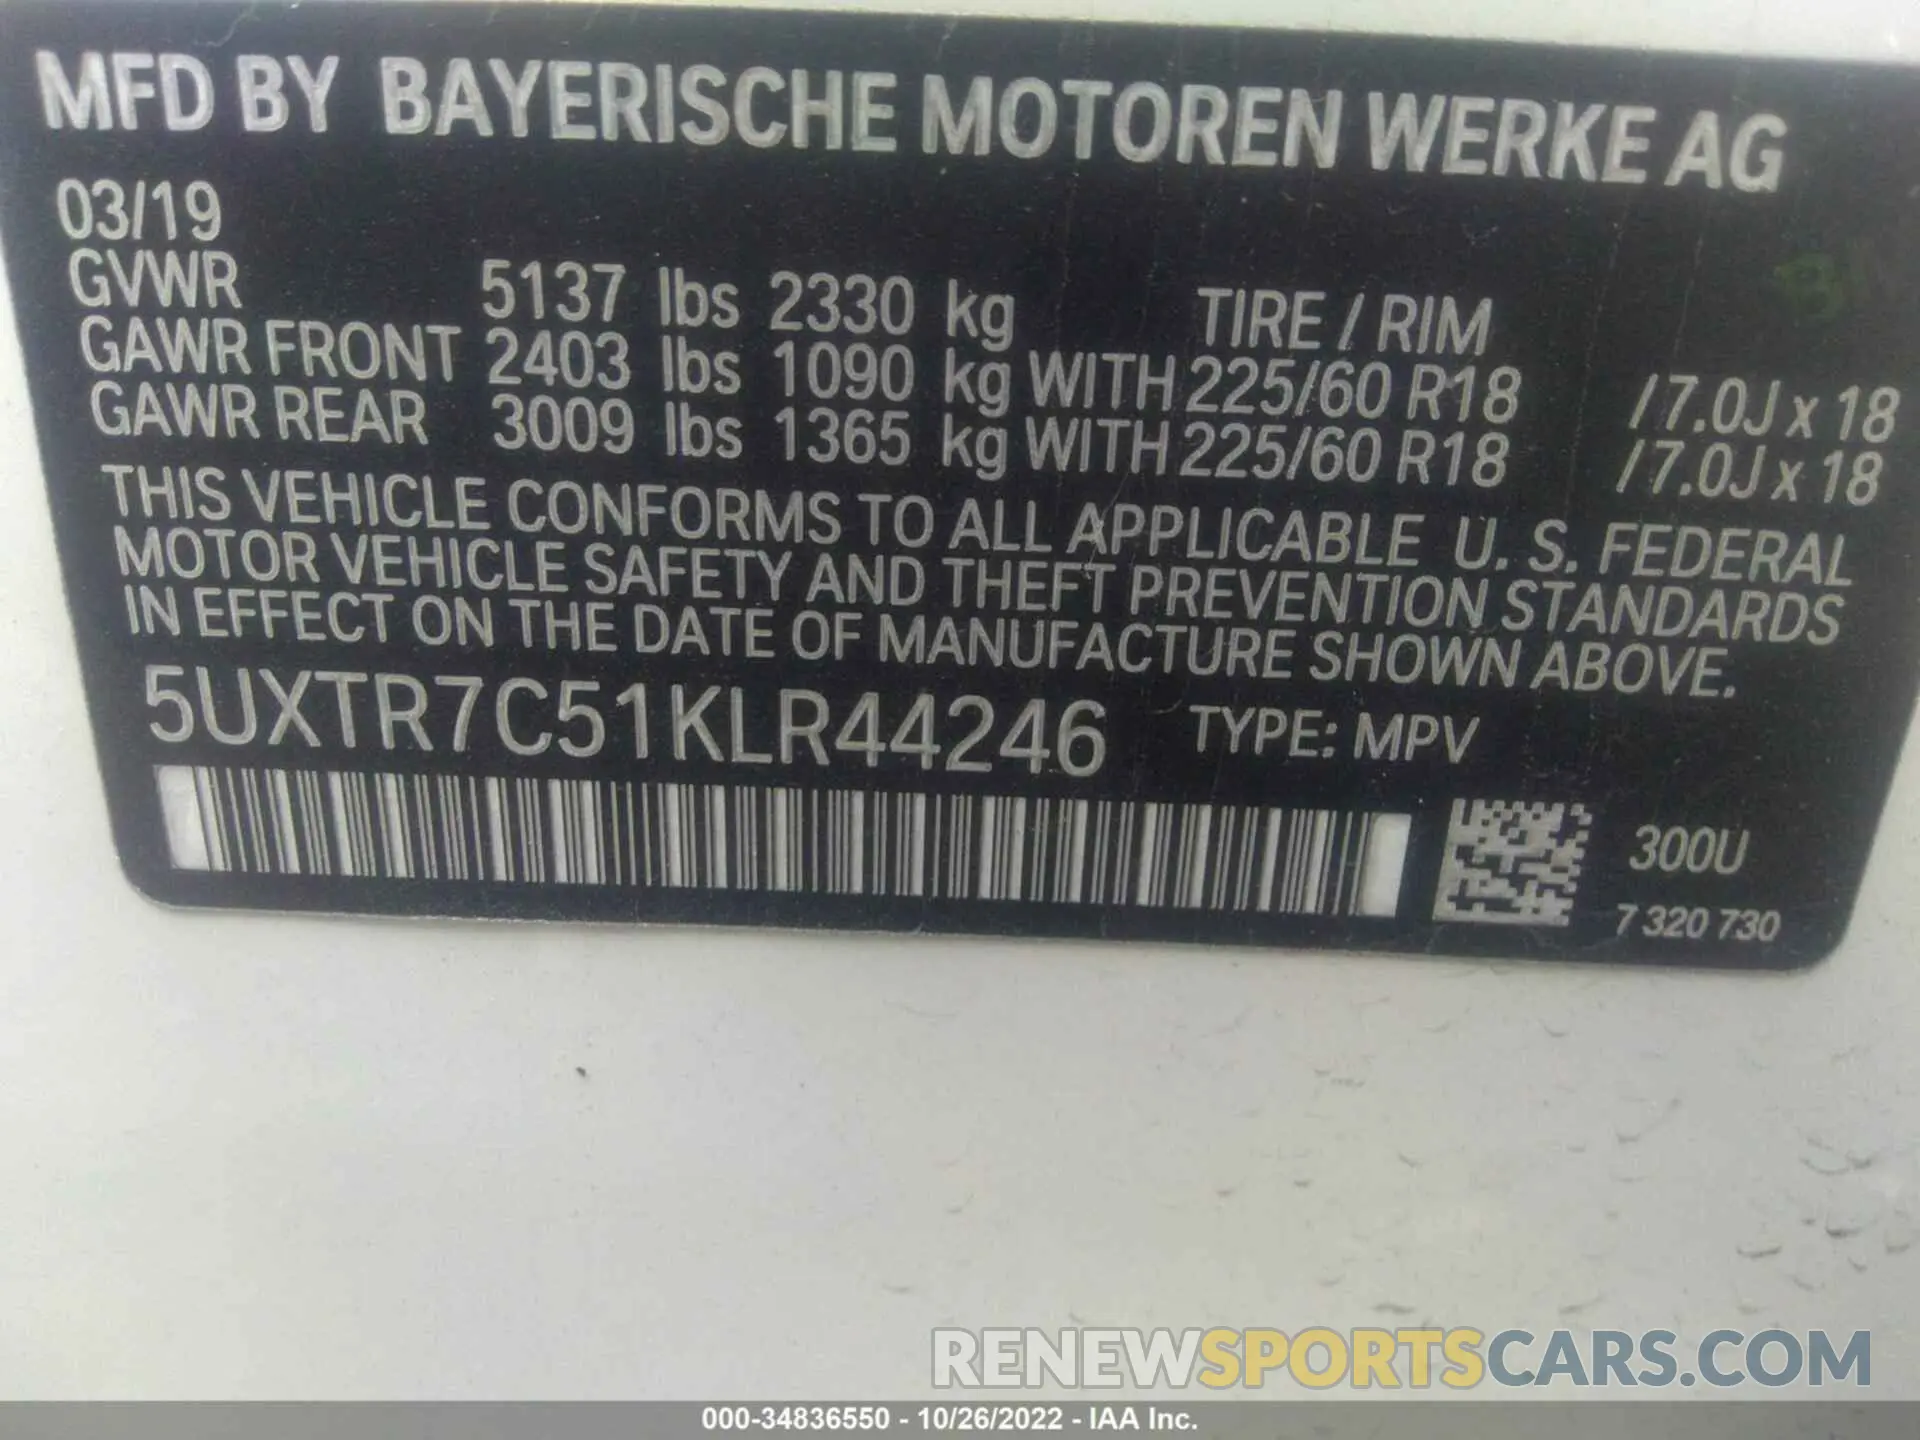 MFD BY BAYERISCHE MOTOREN WERKE AG
03/19
GVWR 5137 lbs 2330 kg TIRE / RIM
GAWR FRONT 2403 lbs 1090 kg WITH 225/60 R18 / 7.0J x 18
GAWR REAR 3009 lbs 1365 kg WITH 225/60 R18 / 7.0J x 18
THIS VEHICLE CONFORMS TO ALL APPLICABLE U. S. FEDERAL
MOTOR VEHICLE SAFETY AND THEFT PREVENTION STANDARDS
IN EFFECT ON THE DATE OF MANUFACTURE SHOWN ABOVE.
5UXTR7C51KLR44246 TYPE: MPV
300U
7 320 730
RENEWSPORTSCARS.COM
000-34836550 - 10/26/2022 - IAA Inc.